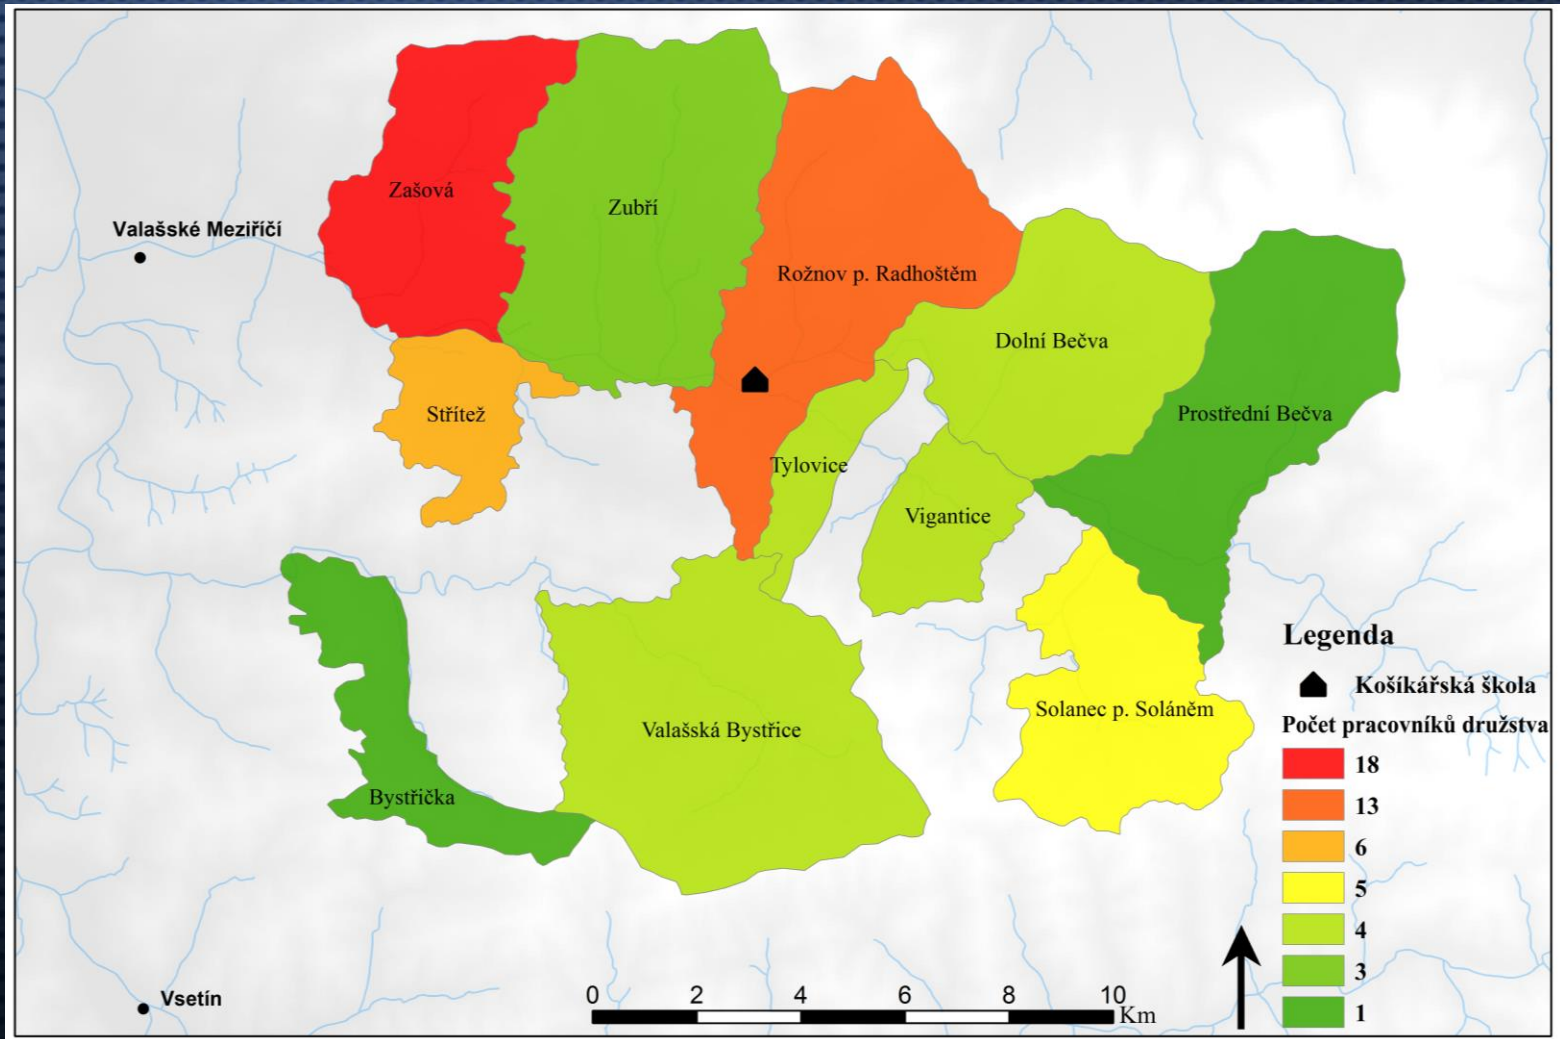 Zašová
Zubří
Valašské Meziříčí
Rožnov p. Radhoštěm
Dolní Bečva
Střítež
Prostřední Bečva
Tylovice
Vigantice
Legenda
Košíkářská škola
Solanec p. Soláněm
Počet pracovníků družstva
Valašská Bystřice
18
Bystřička
13
6
5
4
3
1
Vsetín
0 2 4 6 8 10
Km